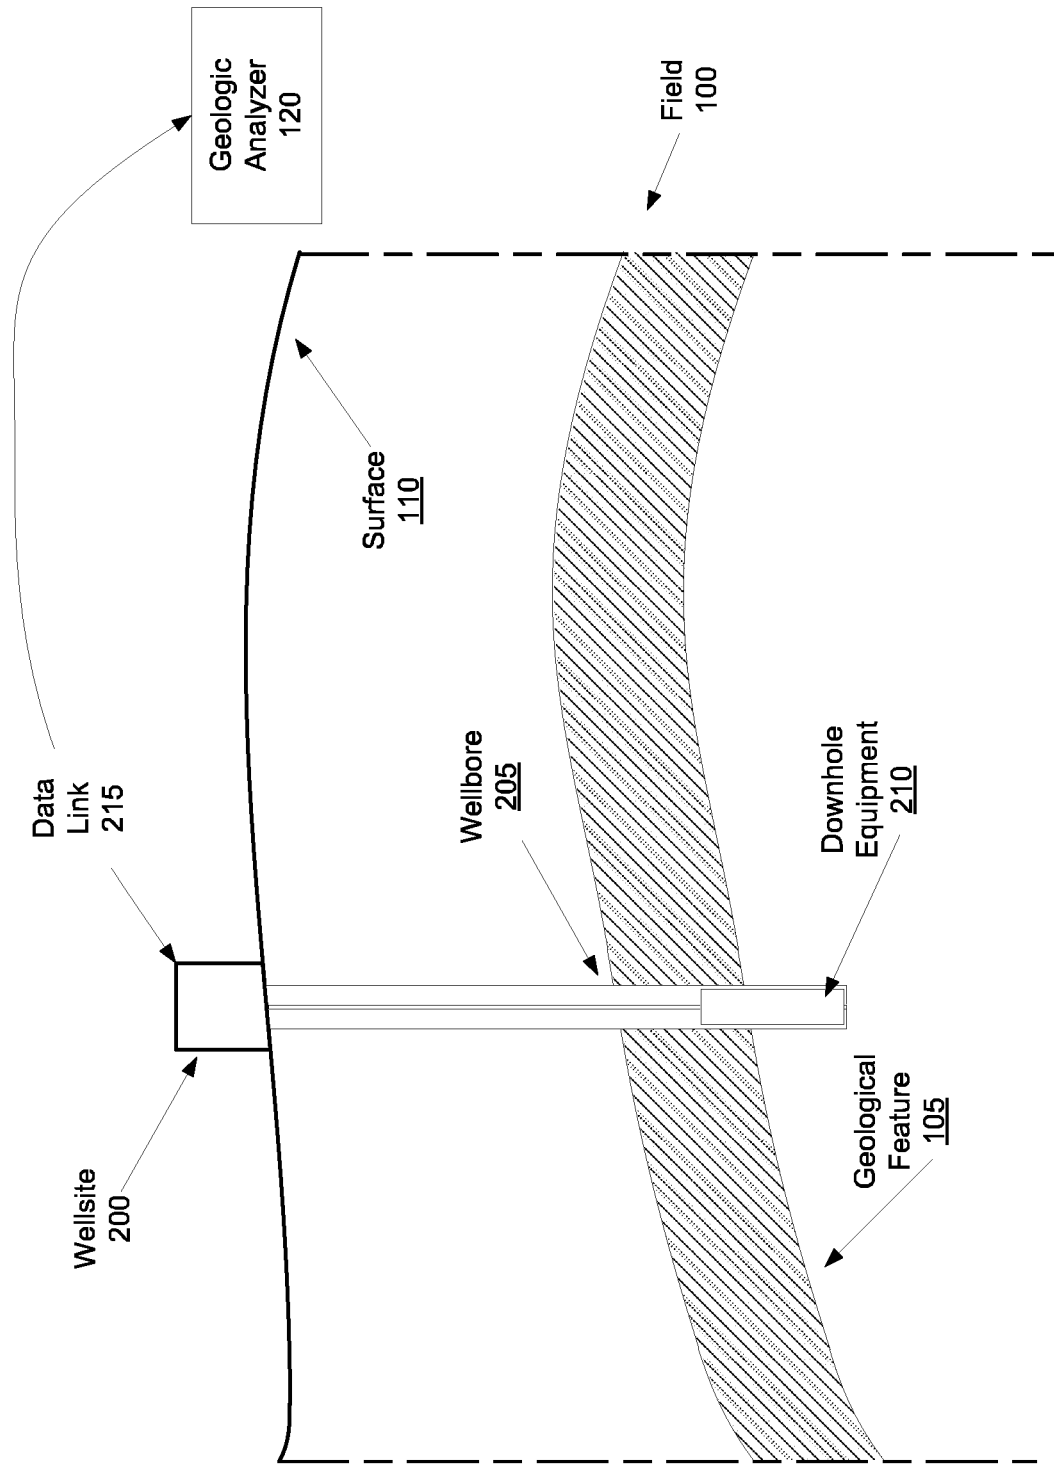 Geologic
Analyzer
120
Field
100
Surface
110
Data
Link
215
Wellbore
205
Downhole
Equipment
210
Wellsite
200
Geological
Feature
105